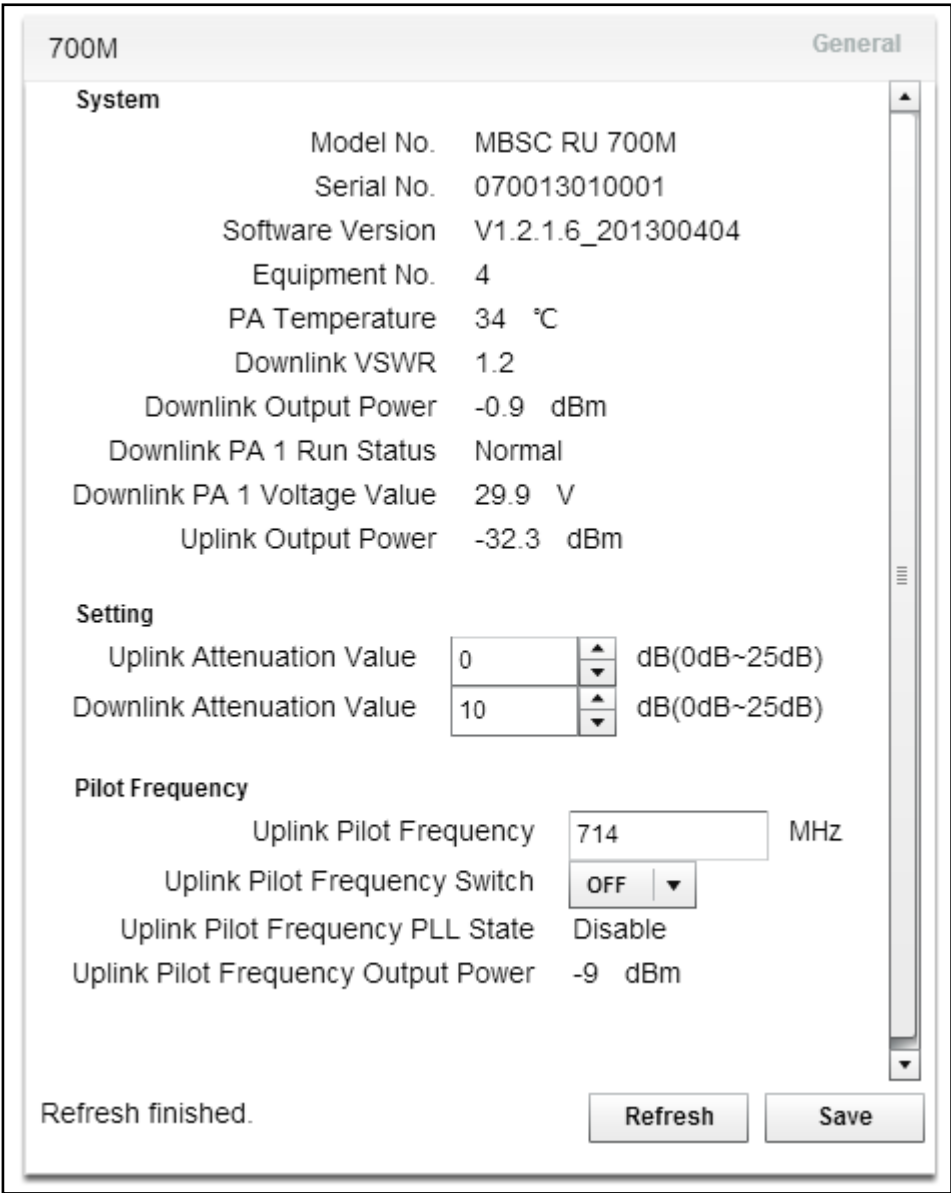 700M General
System
Model No. MBSC RU 700M
Serial No. 070013010001
Software Version V1.2.1.6_201300404
Equipment No. 4
PA Temperature 34 ℃
Downlink VSWR 1.2
Downlink Output Power -0.9 dBm
Downlink PA 1 Run Status Normal
Downlink PA 1 Voltage Value 29.9 V
Uplink Output Power -32.3 dBm
Setting
Uplink Attenuation Value 0 dB(0dB~25dB)
Downlink Attenuation Value 10 dB(0dB~25dB)
Pilot Frequency
Uplink Pilot Frequency 714 MHz
Uplink Pilot Frequency Switch OFF
Uplink Pilot Frequency PLL State Disable
Uplink Pilot Frequency Output Power -9 dBm
Refresh finished. Refresh Save